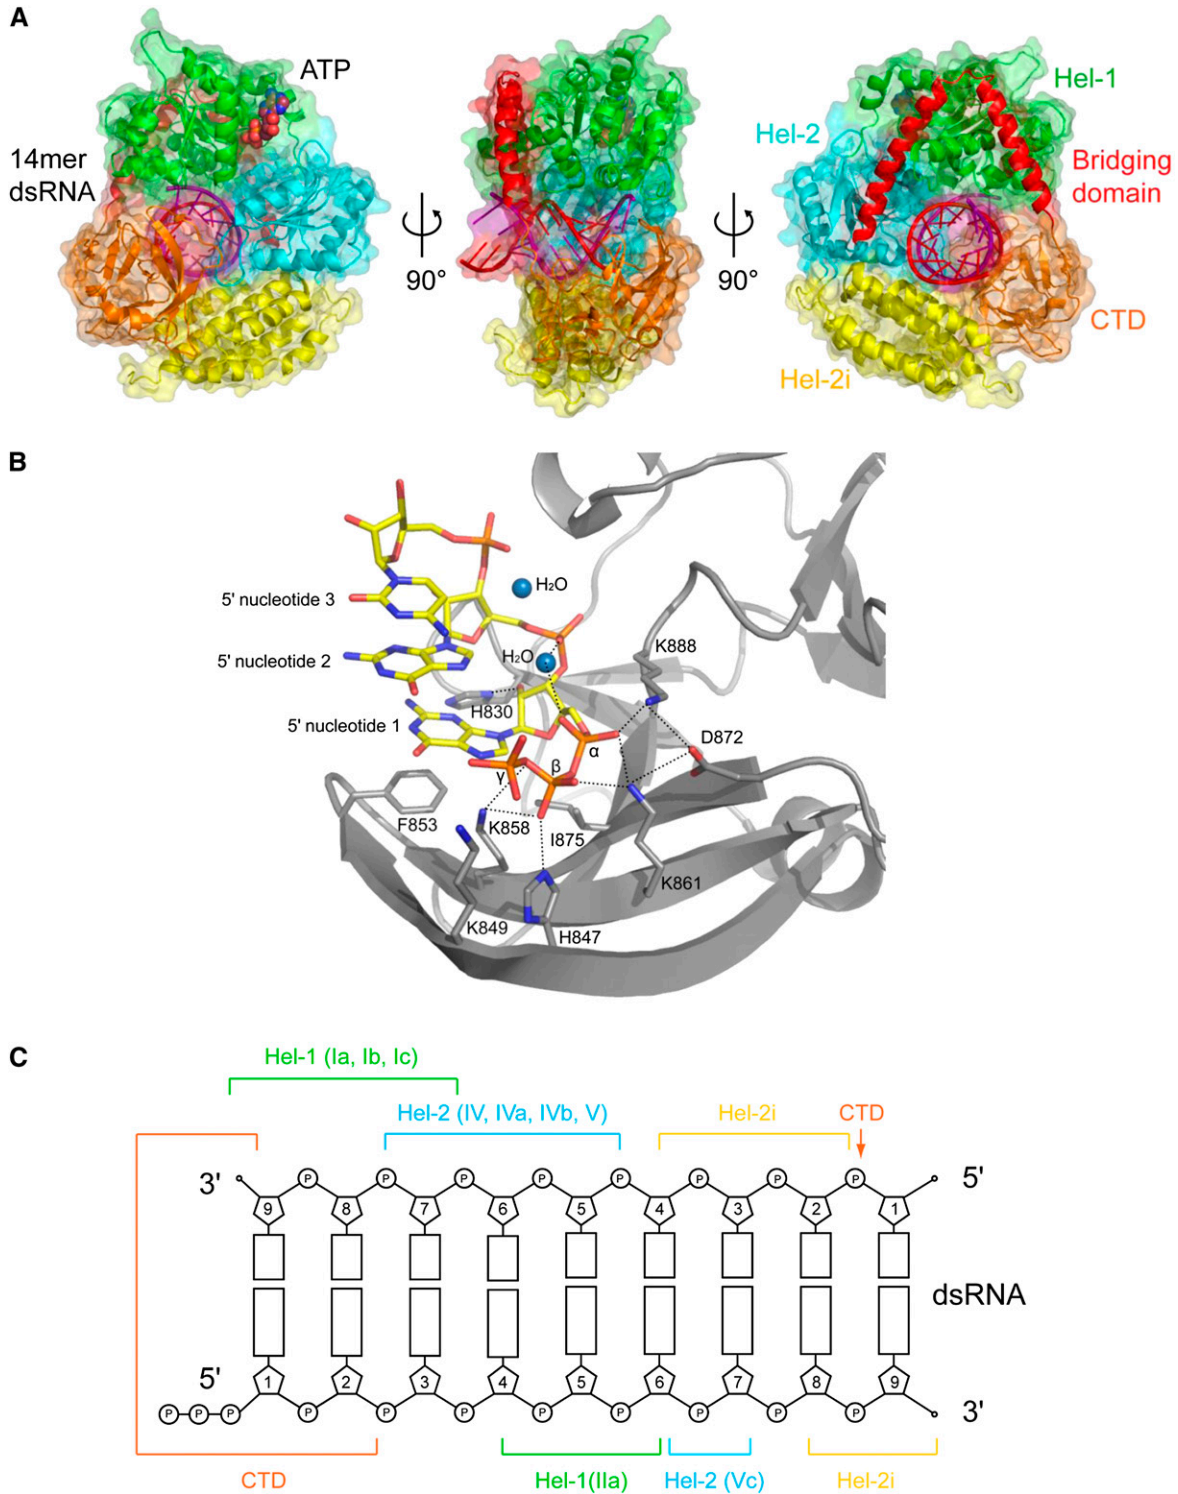 A
ATP
14mer
dsRNA
90°
90°
Hel-1
Hel-2
Bridging
domain
CTD
Hel-2i
B
H₂O
5' nucleotide 3
K888
H₂O
5' nucleotide 2
H830
5' nucleotide 1
D872
α
β
γ
F853
K858
I875
K861
K849
H847
C
Hel-1 (Ia, Ib, Ic)
Hel-2 (IV, IVa, IVb, V)
Hel-2i
CTD
3'
P P P P P P P P
5'
9 8 7 6 5 4 3 2 1
dsRNA
5'
1 2 3 4 5 6 7 8 9
P P P P P P P P P P P
3'
CTD
Hel-1(IIa)
Hel-2 (Vc)
Hel-2i